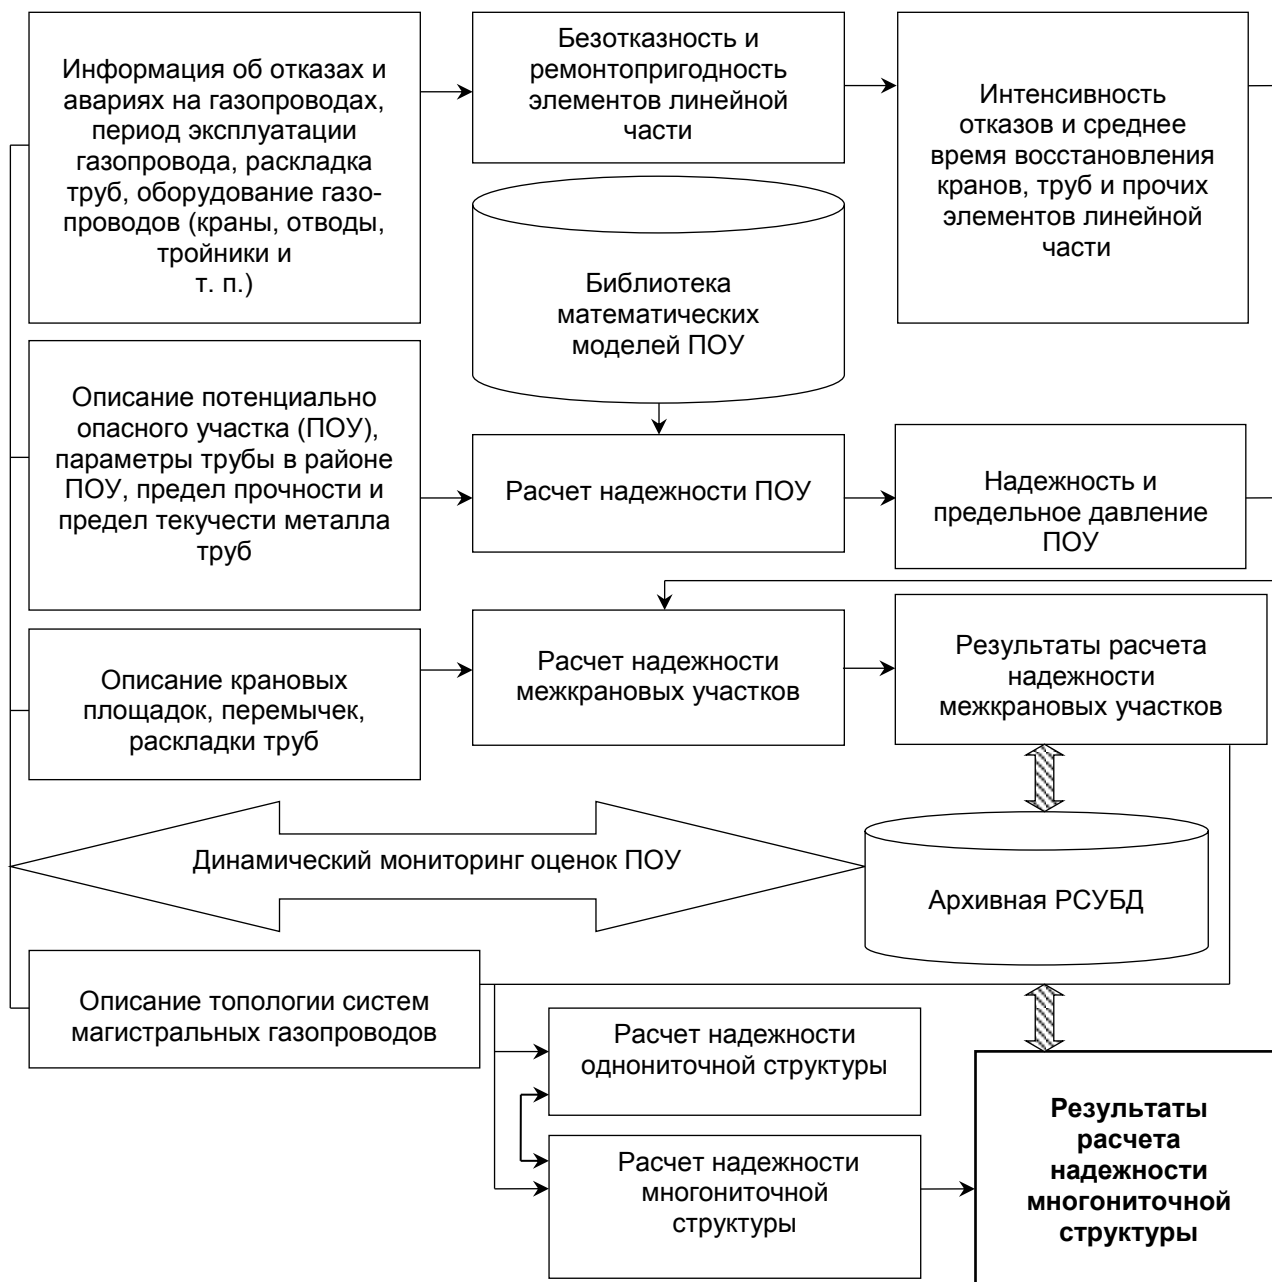 Информация об отказах и
авариях на газопроводах,
период эксплуатации
газопровода, раскладка
труб, оборудование газо-
проводов (краны, отводы,
тройники и
т. п.)
Безотказность и
ремонтопригодность
элементов линейной
части
Интенсивность
отказов и среднее
время восстановления
кранов, труб и прочих
элементов линейной
части
Библиотека
математических
моделей ПОУ
Описание потенциально
опасного участка (ПОУ),
параметры трубы в районе
ПОУ, предел прочности и
предел текучести металла
труб
Расчет надежности ПОУ
Надежность и
предельное давление
ПОУ
Описание крановых
площадок, перемычек,
раскладки труб
Расчет надежности
межкрановых участков
Результаты расчета
надежности
межкрановых участков
Динамический мониторинг оценок ПОУ
Архивная РСУБД
Описание топологии систем
магистральных газопроводов
Расчет надежности
однониточной структуры
Расчет надежности
многониточной
структуры
Результаты
расчета
надежности
многониточной
структуры